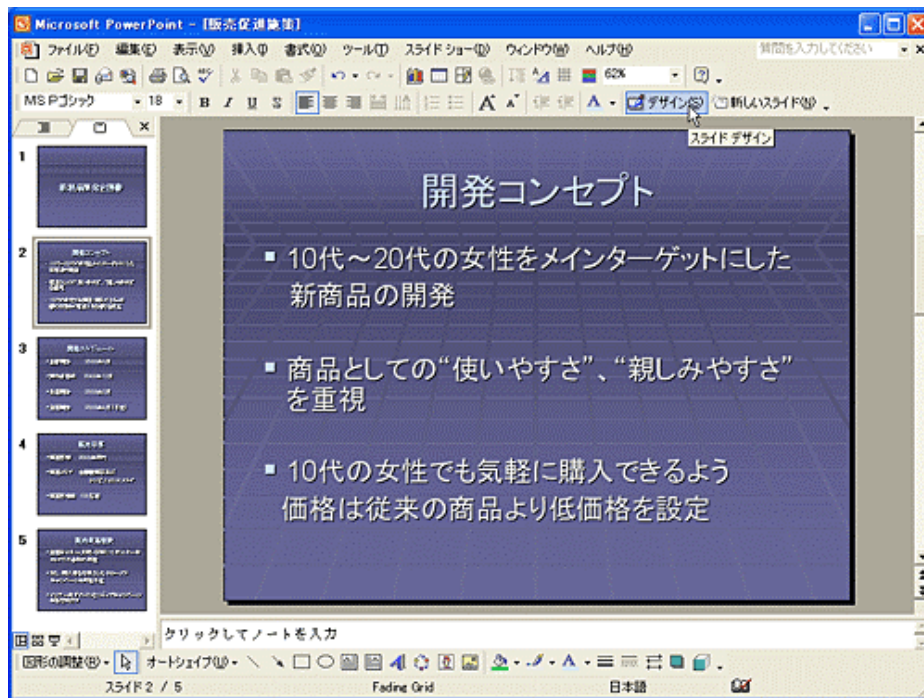 Microsoft PowerPoint - [販売促進施策]
ファイル(F) 編集(E) 表示(V) 挿入(I) 書式(O) ツール(T) スライド ショー(D) ウィンドウ(W) ヘルプ(H) 質問を入力してください
62%
MS Pゴシック 18 B I U S A A A デザイン(S) 新しいスライド(N)
スライド デザイン
1
2
3
4
5
開発コンセプト
10代～20代の女性をメインターゲットにした
新商品の開発
商品としての“使いやすさ”、“親しみやすさ”
を重視
10代の女性でも気軽に購入できるよう
価格は従来の商品より低価格を設定
クリックしてノートを入力
図形の調整(R) オートシェイプ(U)
スライド 2 / 5 Fading Grid 日本語